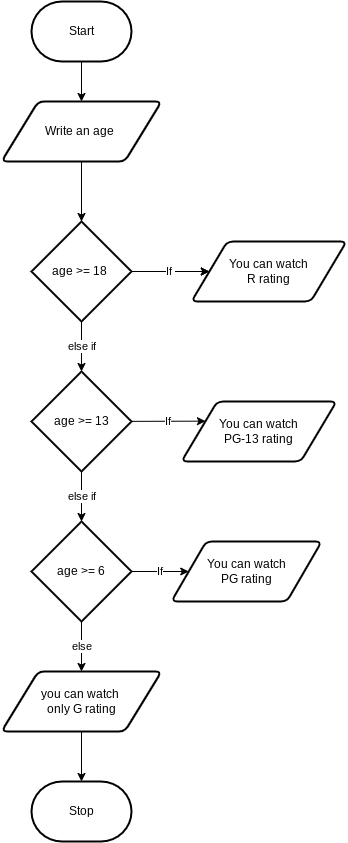 Start
Write an age
age >= 18
If
You can watch
R rating
else if
age >= 13
If
You can watch
PG-13 rating
else if
age >= 6
If
You can watch
PG rating
else
you can watch
only G rating
Stop